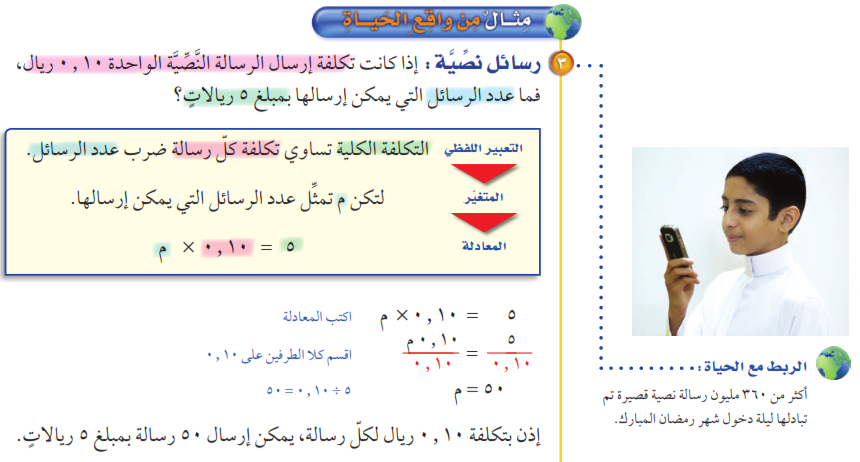 مِثَالٌ مِنْ واقِعِ الحَيـاةِ
٣ رسائل نصِّيَّة: إذا كانت تكلفة إرسال الرسالة النَّصِّيَّة الواحدة ٠٫١٠ ريال،
فما عدد الرسائل التي يمكن إرسالها بمبلغ ٥ ريالاتٍ؟
التعبير اللفظي التكلفة الكلية تساوي تكلفة كلّ رسالة ضرب عدد الرسائل.
المتغيّر لتكن م تمثِّل عدد الرسائل التي يمكن إرسالها.
المعادلة ٥ = ٠٫١٠ × م
٥ = ٠٫١٠ × م اكتب المعادلة
٥/٠٫١٠ = ٠٫١٠م/٠٫١٠ اقسم كلا الطرفين على ٠٫١٠
٥٠ = م ٥ ÷ ٠٫١٠ = ٥٠
إذن بتكلفة ٠٫١٠ ريال لكلّ رسالة، يمكن إرسال ٥٠ رسالة بمبلغ ٥ ريالاتٍ.
الربط مع الحياة:
أكثر من ٣٦٠ مليون رسالة نصية قصيرة تم
تبادلها ليلة دخول شهر رمضان المبارك.